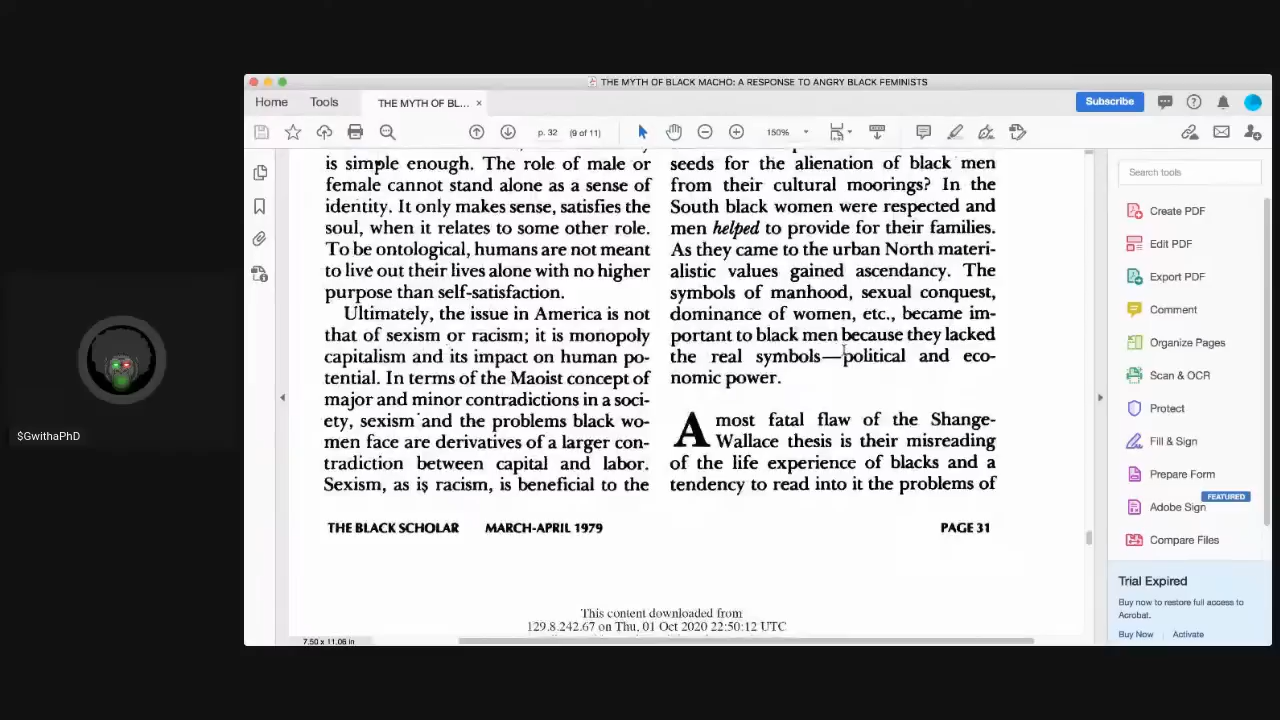 THE MYTH OF BLACK MACHO: A RESPONSE TO ANGRY BLACK FEMINISTS
Home
Tools
THE MYTH OF BL...
Subscribe
p. 32
(9 of 11)
150%
is simple enough. The role of male or
female cannot stand alone as a sense of
identity. It only makes sense, satisfies the
soul, when it relates to some other role.
To be ontological, humans are not meant
to live out their lives alone with no higher
purpose than self-satisfaction.
Ultimately, the issue in America is not
that of sexism or racism; it is monopoly
capitalism and its impact on human po-
tential. In terms of the Maoist concept of
major and minor contradictions in a soci-
ety, sexism and the problems black wo-
men face are derivatives of a larger con-
tradiction between capital and labor.
Sexism, as is racism, is beneficial to the
seeds for the alienation of black men
from their cultural moorings? In the
South black women were respected and
men helped to provide for their families.
As they came to the urban North materi-
alistic values gained ascendancy. The
symbols of manhood, sexual conquest,
dominance of women, etc., became im-
portant to black men because they lacked
the real symbols—political and eco-
nomic power.
A most fatal flaw of the Shange-
Wallace thesis is their misreading
of the life experience of blacks and a
tendency to read into it the problems of
THE BLACK SCHOLAR MARCH-APRIL 1979
PAGE 31
This content downloaded from
129.8.242.67 on Thu, 01 Oct 2020 22:50:12 UTC
7.50 x 11.06 in
Search tools
Create PDF
Edit PDF
Export PDF
Comment
Organize Pages
Scan & OCR
Protect
Fill & Sign
Prepare Form
FEATURED
Adobe Sign
Compare Files
Trial Expired
Buy now to restore full access to
Acrobat.
Buy Now
Activate
$GwithaPhD